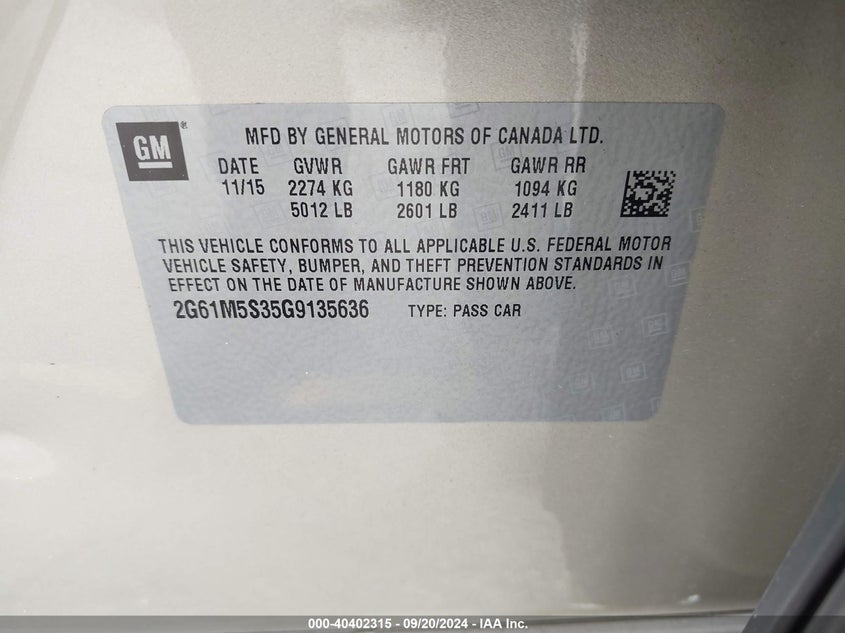 GM®
MFD BY GENERAL MOTORS OF CANADA LTD.
DATE GVWR GAWR FRT GAWR RR
11/15 2274 KG 1180 KG 1094 KG
5012 LB 2601 LB 2411 LB
THIS VEHICLE CONFORMS TO ALL APPLICABLE U.S. FEDERAL MOTOR
VEHICLE SAFETY, BUMPER, AND THEFT PREVENTION STANDARDS IN
EFFECT ON THE DATE OF MANUFACTURE SHOWN ABOVE.
2G61M5S35G9135636 TYPE: PASS CAR
000-40402315 - 09/20/2024 - IAA Inc.